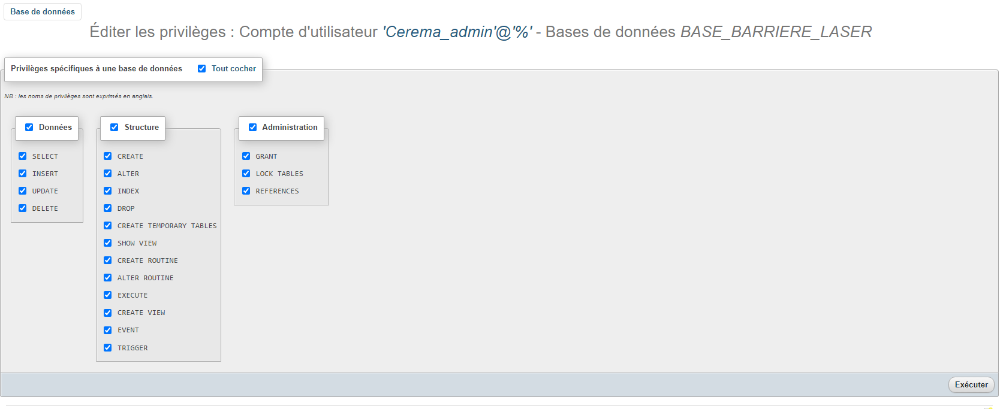 Base de données
Éditer les privilèges : Compte d'utilisateur 'Cerema_admin'@'%' - Bases de données BASE_BARRIERE_LASER
Privilèges spécifiques à une base de données Tout cocher
NB : les noms de privilèges sont exprimés en anglais.
Données
SELECT
INSERT
UPDATE
DELETE
Structure
CREATE
ALTER
INDEX
DROP
CREATE TEMPORARY TABLES
SHOW VIEW
CREATE ROUTINE
ALTER ROUTINE
EXECUTE
CREATE VIEW
EVENT
TRIGGER
Administration
GRANT
LOCK TABLES
REFERENCES
Exécuter